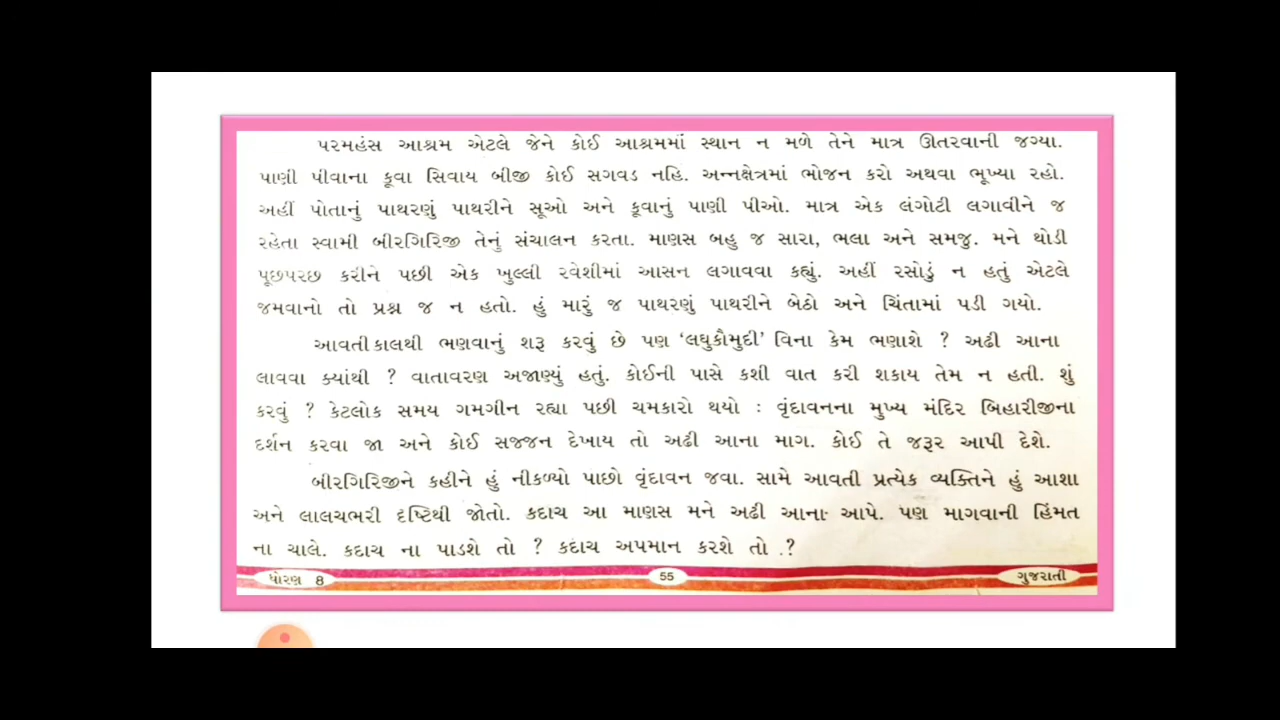 પરમહંસ આશ્રમ એટલે જેને કોઈ આશ્રમમાં સ્થાન ન મળે તેને માત્ર ઊતરવાની જગ્યા.
પાણી પીવાના કૂવા સિવાય બીજી કોઈ સગવડ નહિ. અન્નક્ષેત્રમાં ભોજન કરો અથવા ભૂખ્યા રહો.
અહીં પોતાનું પાથરણું પાથરીને સૂઓ અને કૂવાનું પાણી પીઓ. માત્ર એક લંગોટી લગાવીને જ
રહેતા સ્વામી બીરગિરિજી તેનું સંચાલન કરતા. માણસ બહુ જ સારા, ભલા અને સમજુ. મને થોડી
પૂછપરછ કરીને પછી એક ખુલ્લી રવેશીમાં આસન લગાવવા કહ્યું. અહીં રસોડું ન હતું એટલે
જમવાનો તો પ્રશ્ન જ ન હતો. હું મારું જ પાથરણું પાથરીને બેઠો અને ચિંતામાં પડી ગયો.
આવતીકાલથી ભણવાનું શરૂ કરવું છે પણ ‘લઘુકૌમુદી’ વિના કેમ ભણાશે ? અઢી આના
લાવવા ક્યાંથી ? વાતાવરણ અજાણ્યું હતું. કોઈની પાસે કશી વાત કરી શકાય તેમ ન હતી. શું
કરવું ? કેટલોક સમય ગમગીન રહ્યા પછી ચમકારો થયો : વૃંદાવનના મુખ્ય મંદિર બિહારીજીના
દર્શન કરવા જા અને કોઈ સજ્જન દેખાય તો અઢી આના માગ. કોઈ તે જરૂર આપી દેશે.
બીરગિરિજીને કહીને હું નીકળ્યો પાછો વૃંદાવન જવા. સામે આવતી પ્રત્યેક વ્યક્તિને હું આશા
અને લાલચભરી દૃષ્ટિથી જોતો. કદાચ આ માણસ મને અઢી આના આપે. પણ માગવાની હિંમત
ના ચાલે. કદાચ ના પાડશે તો ? કદાચ અપમાન કરશે તો ?
ધોરણ 8 55 ગુજરાતી